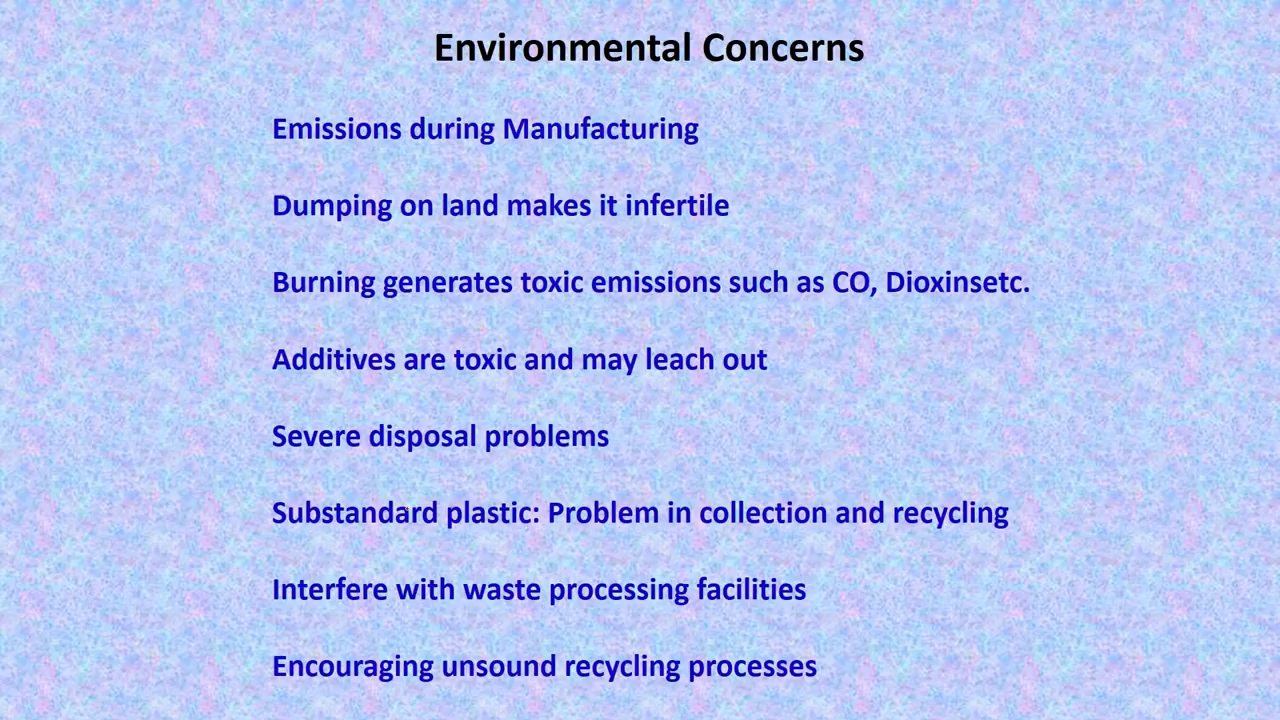 Environmental Concerns
Emissions during Manufacturing
Dumping on land makes it infertile
Burning generates toxic emissions such as CO, Dioxinsetc.
Additives are toxic and may leach out
Severe disposal problems
Substandard plastic: Problem in collection and recycling
Interfere with waste processing facilities
Encouraging unsound recycling processes